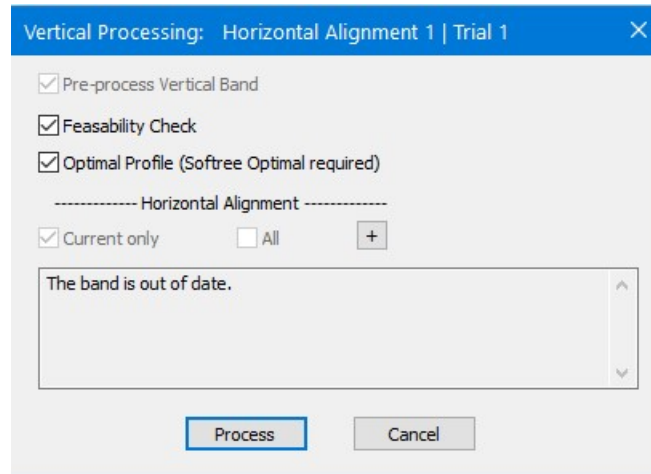 Vertical Processing: Horizontal Alignment 1 | Trial 1
Pre-process Vertical Band
Feasability Check
Optimal Profile (Softree Optimal required)
------------- Horizontal Alignment -------------
Current only All +
The band is out of date.
Process Cancel